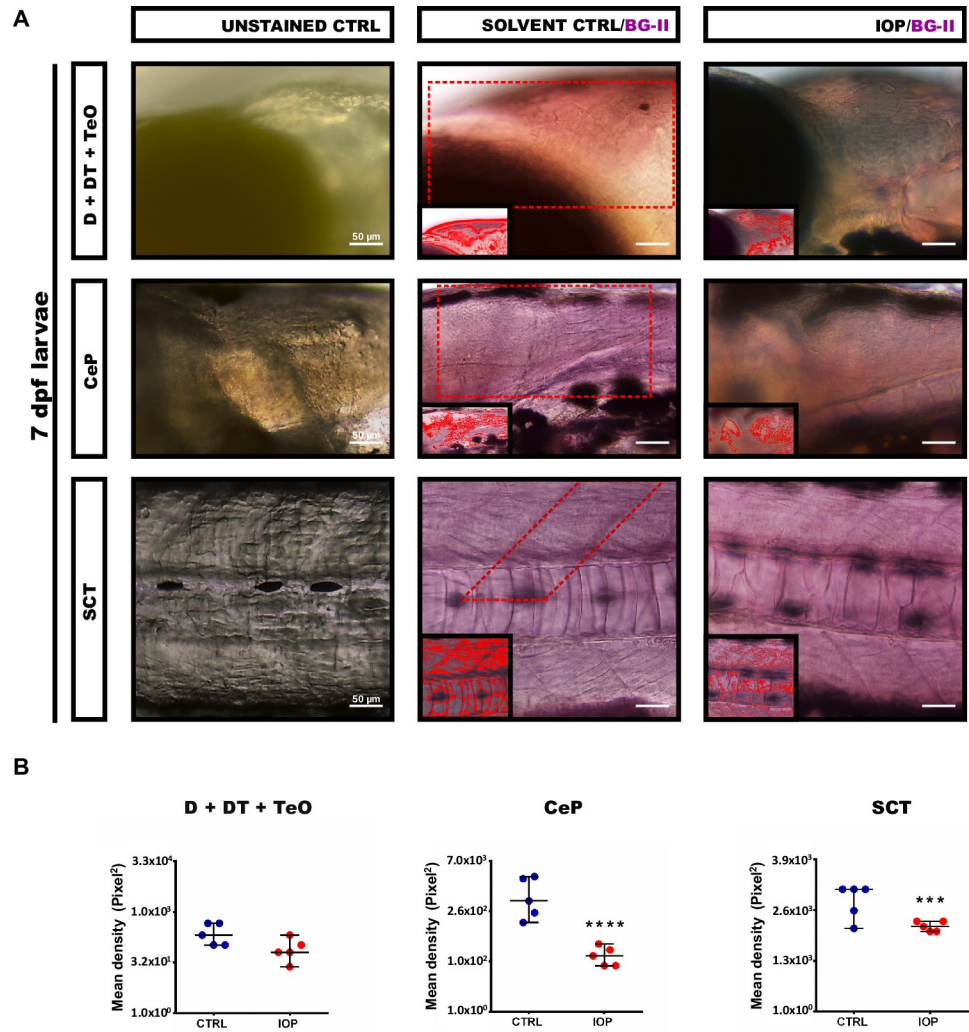 A
UNSTAINED CTRL
SOLVENT CTRL/BG-II
IOP/BG-II
7 dpf larvae
D + DT + TeO
50 µm
CeP
50 µm
SCT
50 µm
B
D + DT + TeO
Mean density (Pixel²)
3.3x10⁴
1.0x10³
3.2x10¹
1.0x10⁰
CTRL
IOP
CeP
Mean density (Pixel²)
7.0x10³
2.6x10²
1.0x10²
1.0x10⁰
****
CTRL
IOP
SCT
Mean density (Pixel²)
3.9x10³
2.6x10³
1.3x10³
1.0x10⁰
***
CTRL
IOP